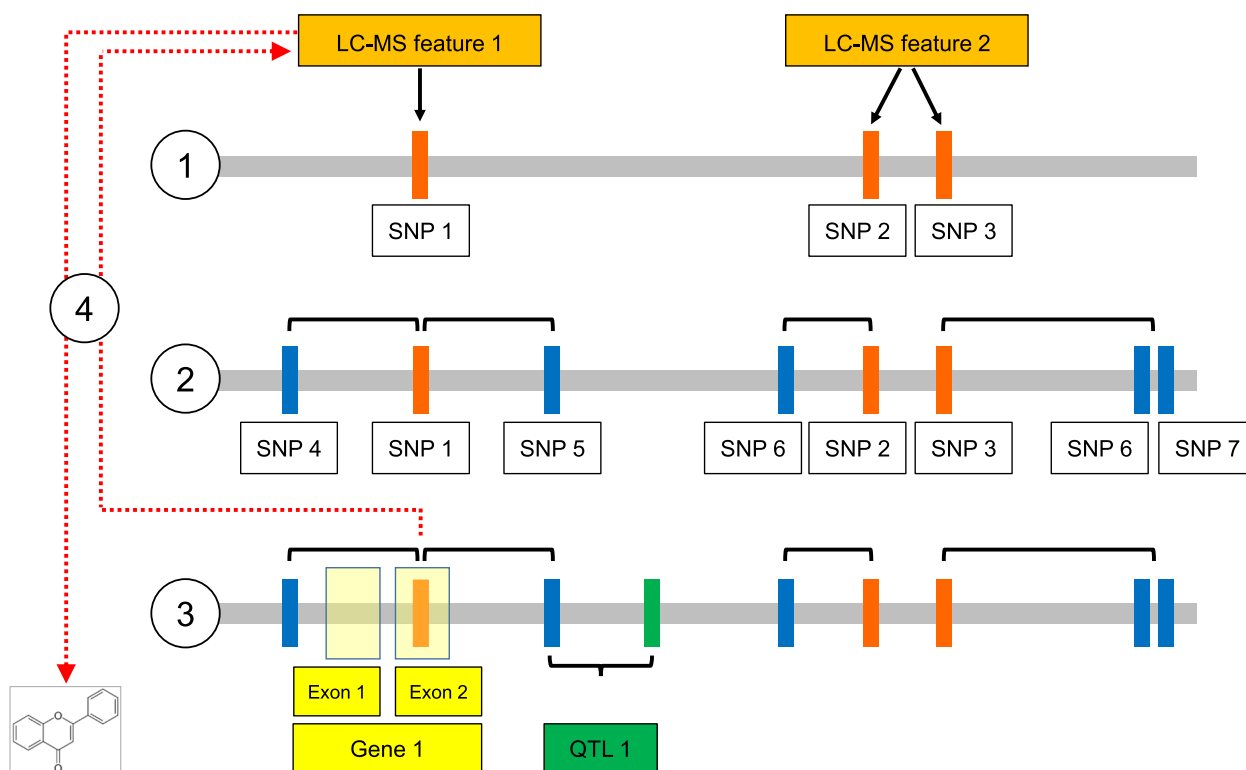 LC-MS feature 1
LC-MS feature 2
1
SNP 1
SNP 2
SNP 3
4
2
SNP 4
SNP 1
SNP 5
SNP 6
SNP 2
SNP 3
SNP 6
SNP 7
3
Exon 1
Exon 2
Gene 1
QTL 1
O
O